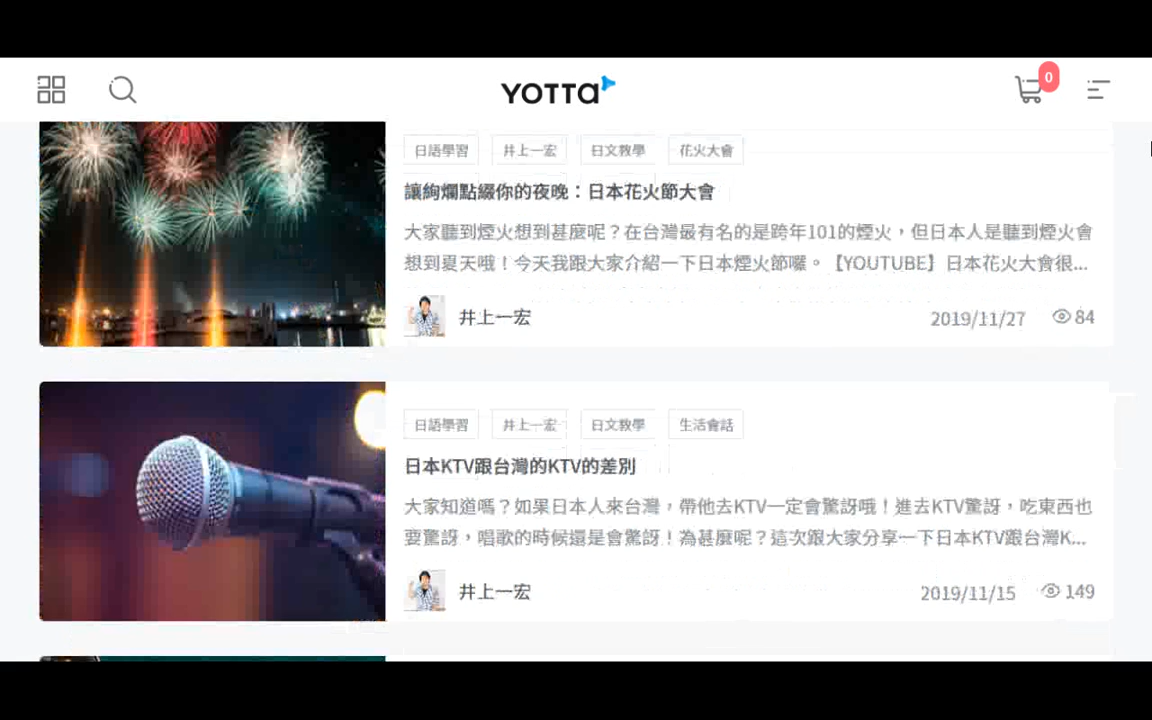 YOTTA
0
日語學習 井上一宏 日文教學 花火大會
讓絢爛點綴你的夜晚：日本花火節大會
大家聽到煙火想到甚麼呢？在台灣最有名的是跨年101的煙火，但日本人是聽到煙火會
想到夏天哦！今天我跟大家介紹一下日本煙火節囉。【YOUTUBE】日本花火大會很...
井上一宏 2019/11/27 84
日語學習 井上一宏 日文教學 生活會話
日本KTV跟台灣的KTV的差別
大家知道嗎？如果日本人來台灣，帶他去KTV一定會驚訝哦！進去KTV驚訝，吃東西也
要驚訝，唱歌的時候還是會驚訝！為甚麼呢？這次跟大家分享一下日本KTV跟台灣K...
井上一宏 2019/11/15 149